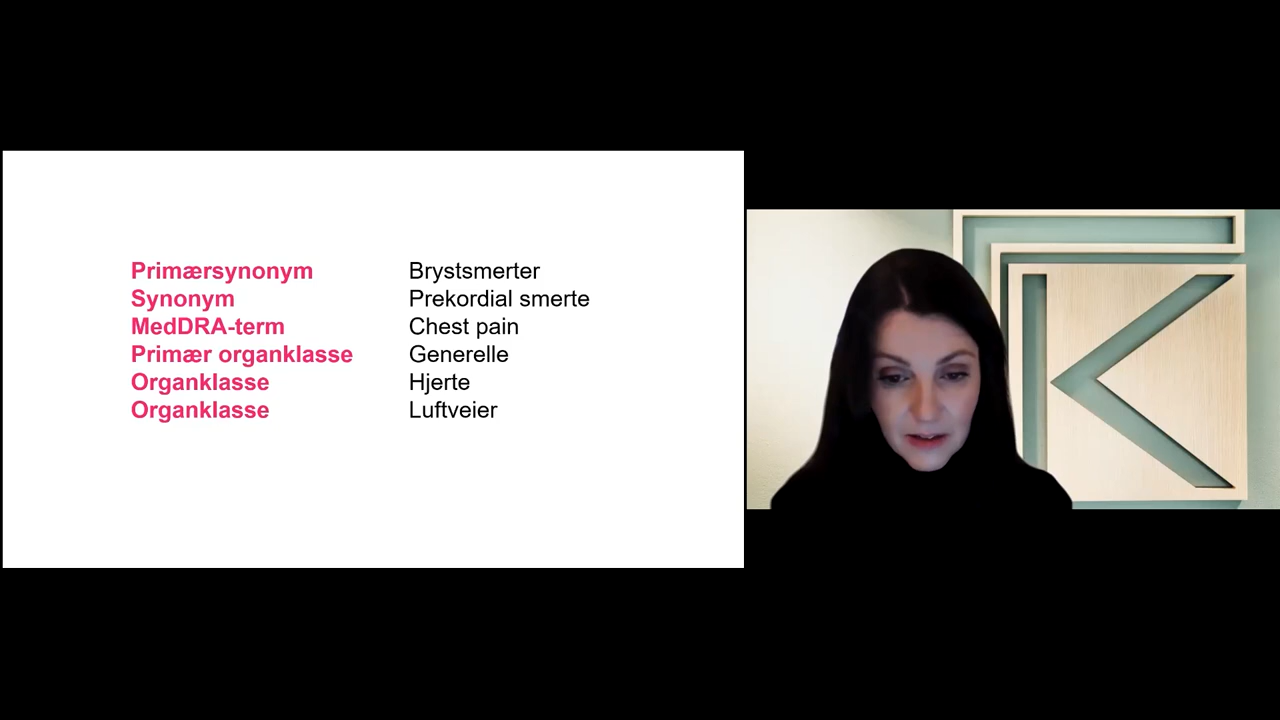 Primærsynonym Brystsmerter
Synonym Prekordial smerte
MedDRA-term Chest pain
Primær organklasse Generelle
Organklasse Hjerte
Organklasse Luftveier
K